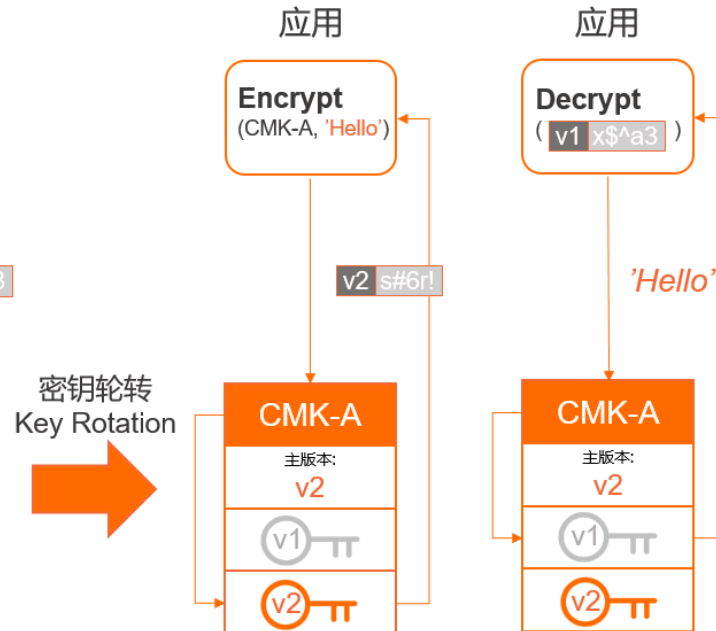 应用
应用
Encrypt
(CMK-A, 'Hello')
Decrypt
( v1 x$^a3 )
v2 s#6r!
'Hello'
密钥轮转
Key Rotation
CMK-A
主版本:
v2
v1
v2
CMK-A
主版本:
v2
v1
v2